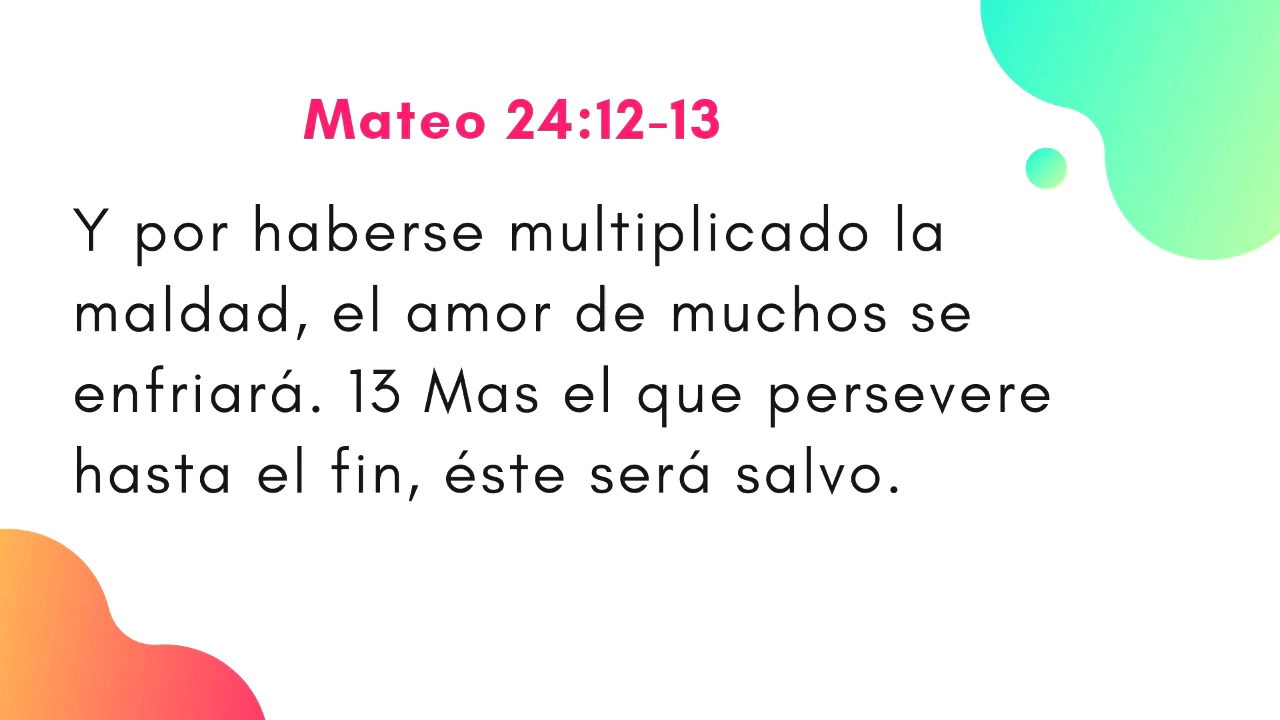 Mateo 24:12-13
Y por haberse multiplicado la
maldad, el amor de muchos se
enfriará. 13 Mas el que persevere
hasta el fin, éste será salvo.